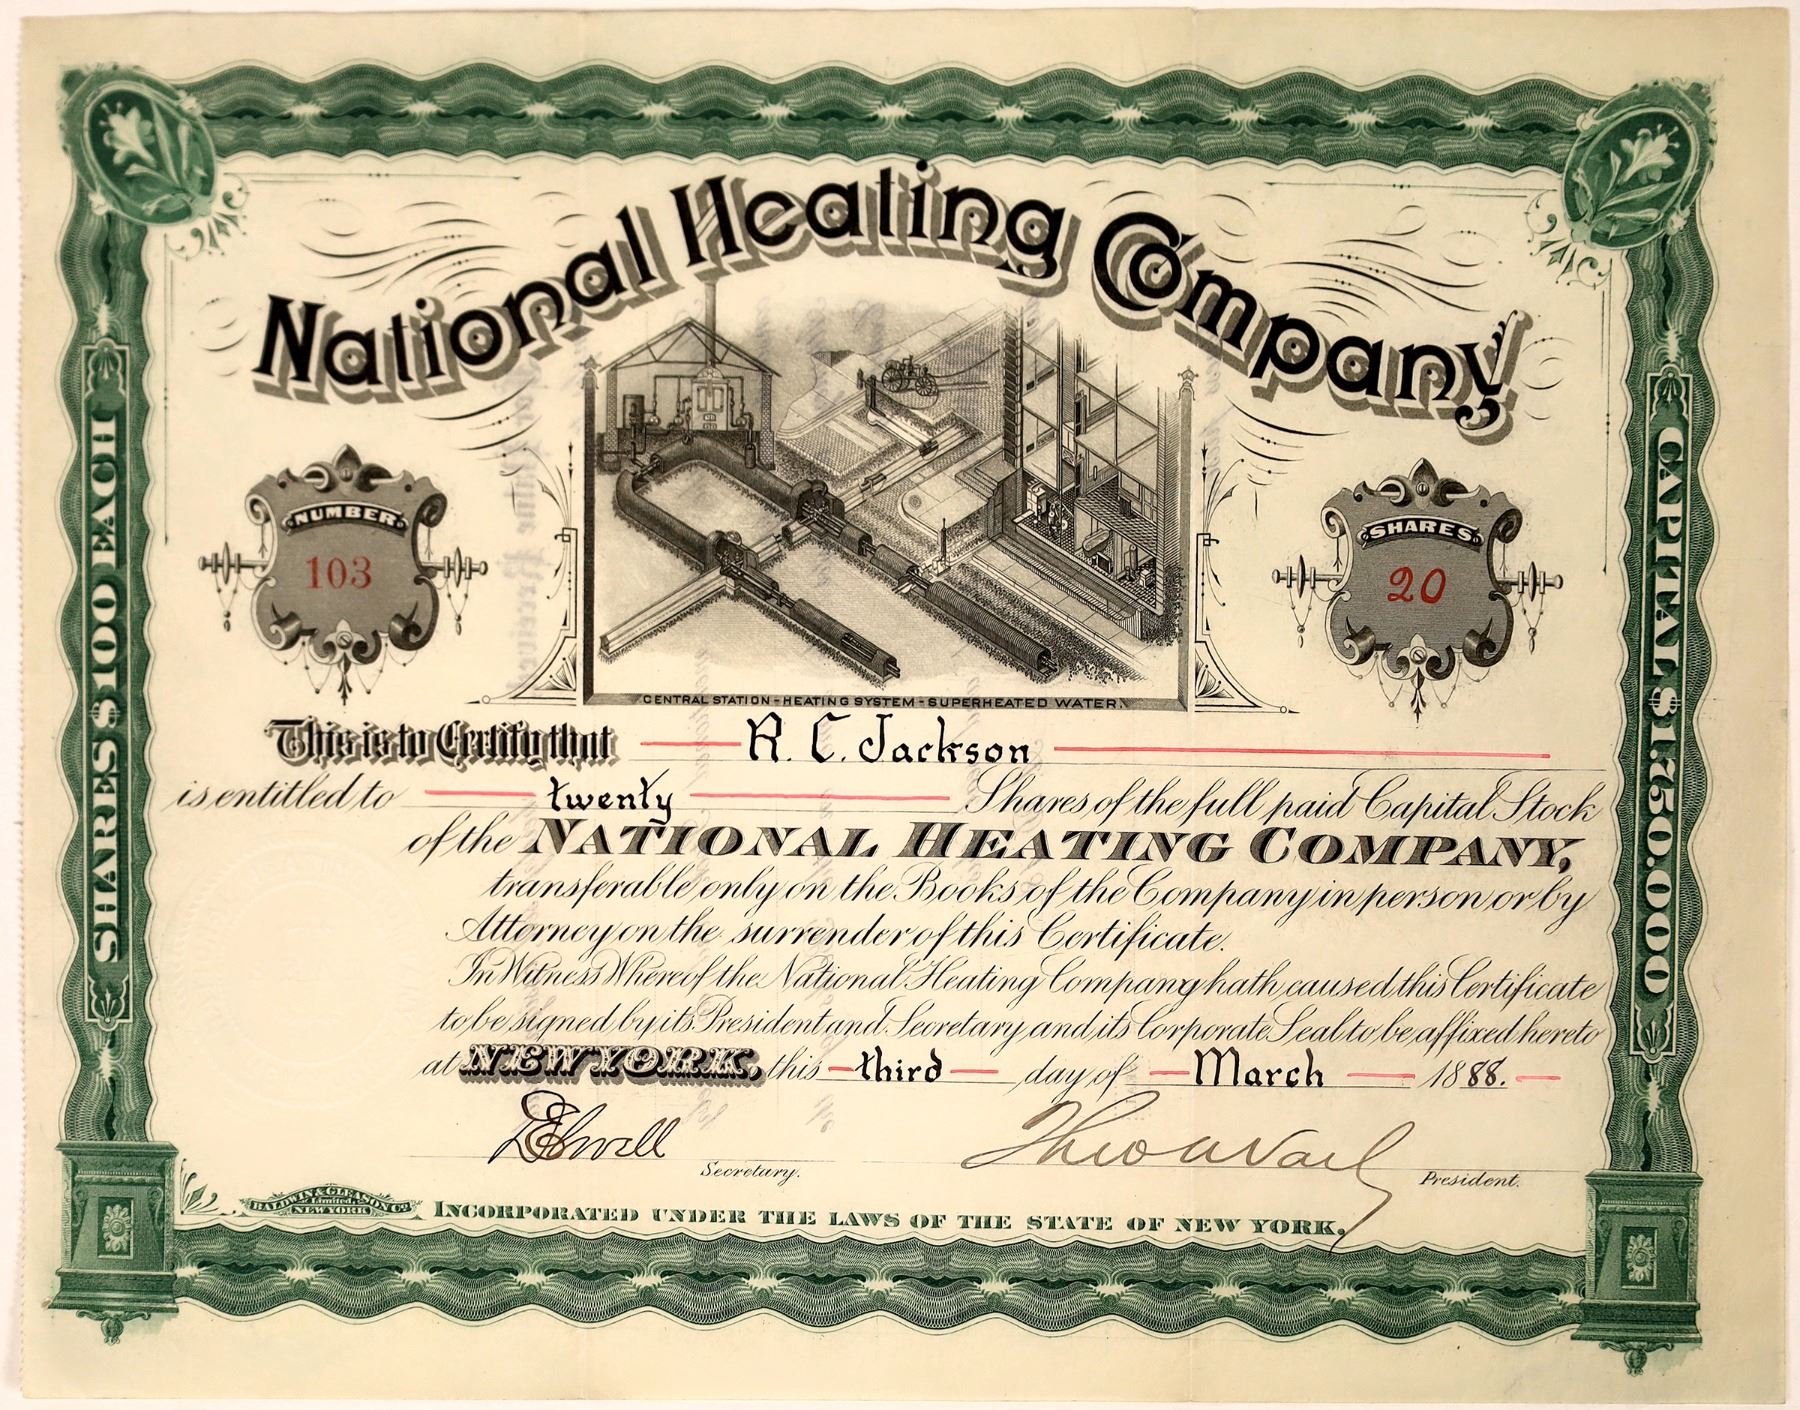 National Heating Company
NUMBER
103
SHARES
20
SHARES $100 EACH
CAPITAL $1,750,000
CENTRAL STATION - HEATING SYSTEM - SUPERHEATED WATER.
This is to Certify that R. C. Jackson
is entitled to twenty Shares of the full paid Capital Stock
of the NATIONAL HEATING COMPANY,
transferable only on the Books of the Company in person or by
Attorney on the surrender of this Certificate.
In Witness Whereof the National Heating Company hath caused this Certificate
to be signed by its President and Secretary and its Corporate Seal to be affixed hereto
at NEW YORK, this third day of March 1888.
Secretary.
Theo N Vail
President.
BALDWIN & GLEASON Co.
Limited.
NEW YORK
INCORPORATED UNDER THE LAWS OF THE STATE OF NEW YORK.